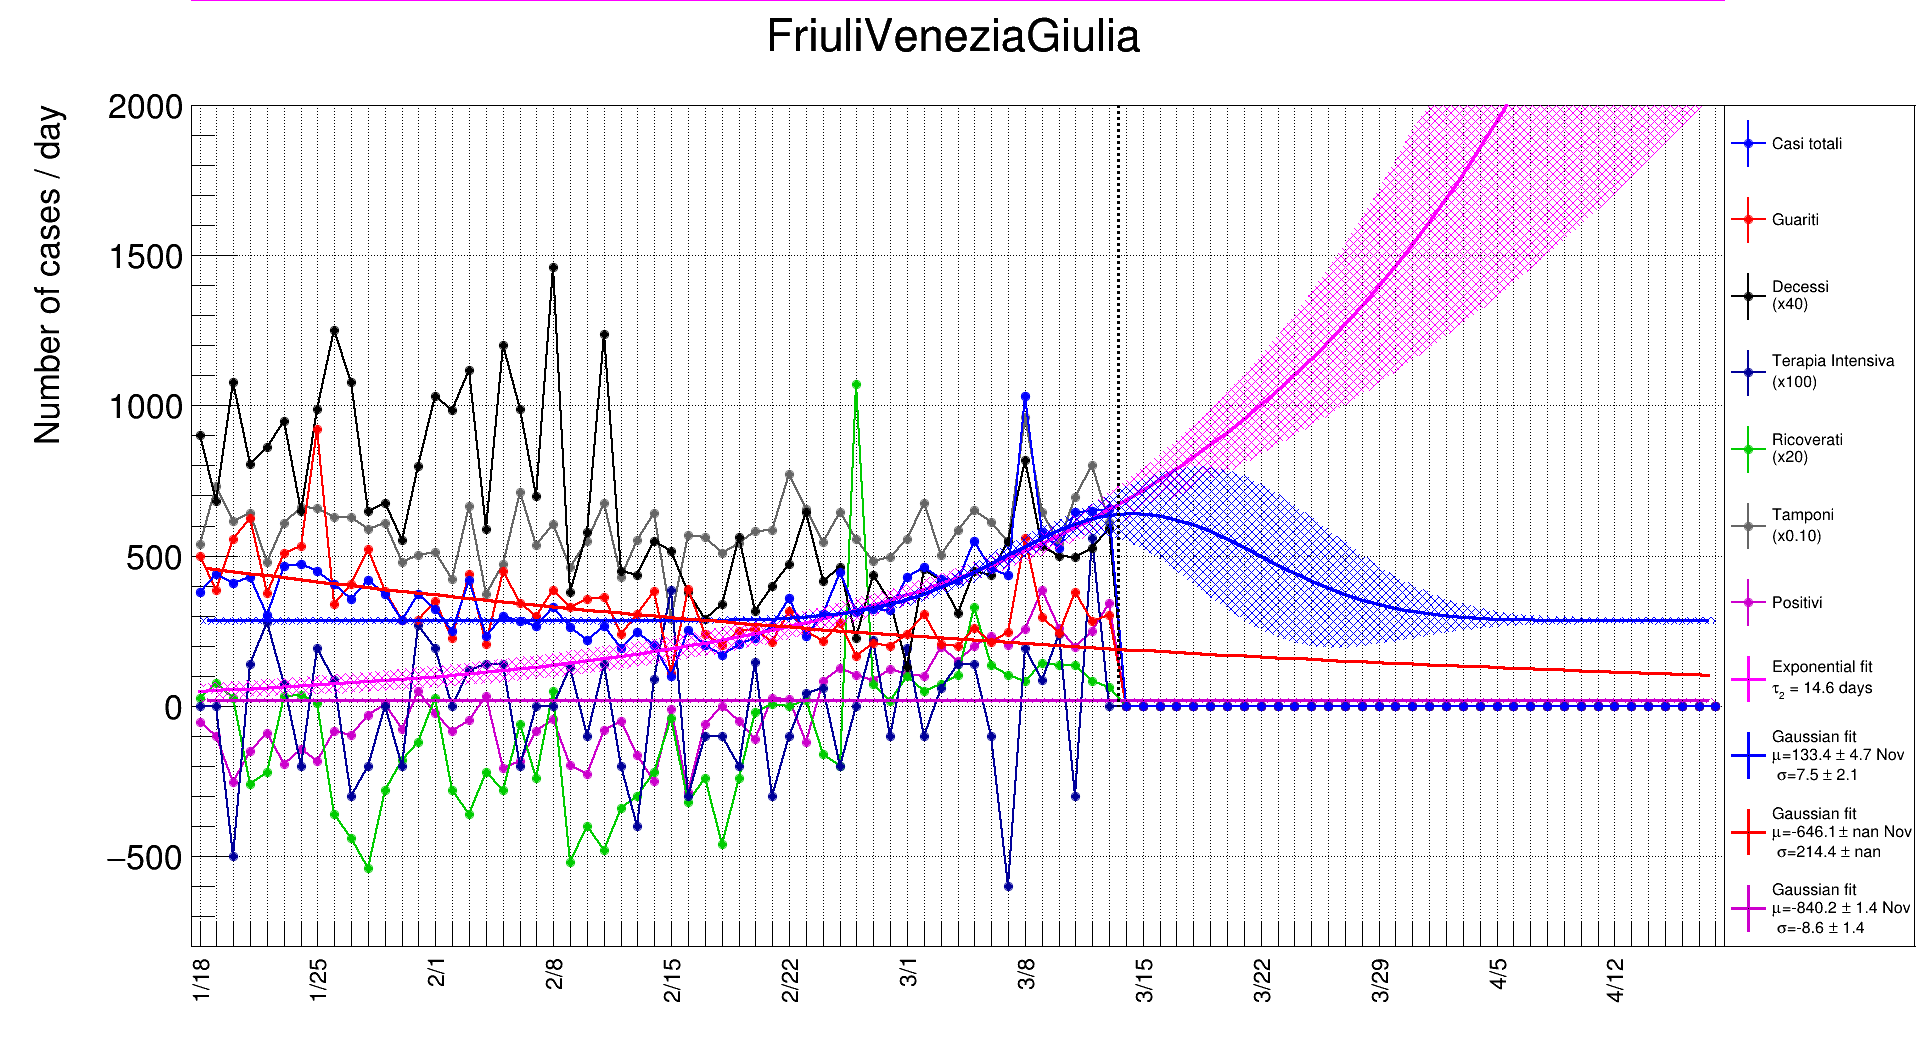 FriuliVeneziaGiulia
Number of cases / day
2000
1500
1000
500
0
−500
1/18
1/25
2/1
2/8
2/15
2/22
3/1
3/8
3/15
3/22
3/29
4/5
4/12
Casi totali
Guariti
Decessi
(x40)
Terapia Intensiva
(x100)
Ricoverati
(x20)
Tamponi
(x0.10)
Positivi
Exponential fit
τ2 = 14.6 days
Gaussian fit
μ=133.4 ± 4.7 Nov
σ=7.5 ± 2.1
Gaussian fit
μ=-646.1 ± nan Nov
σ=214.4 ± nan
Gaussian fit
μ=-840.2 ± 1.4 Nov
σ=-8.6 ± 1.4